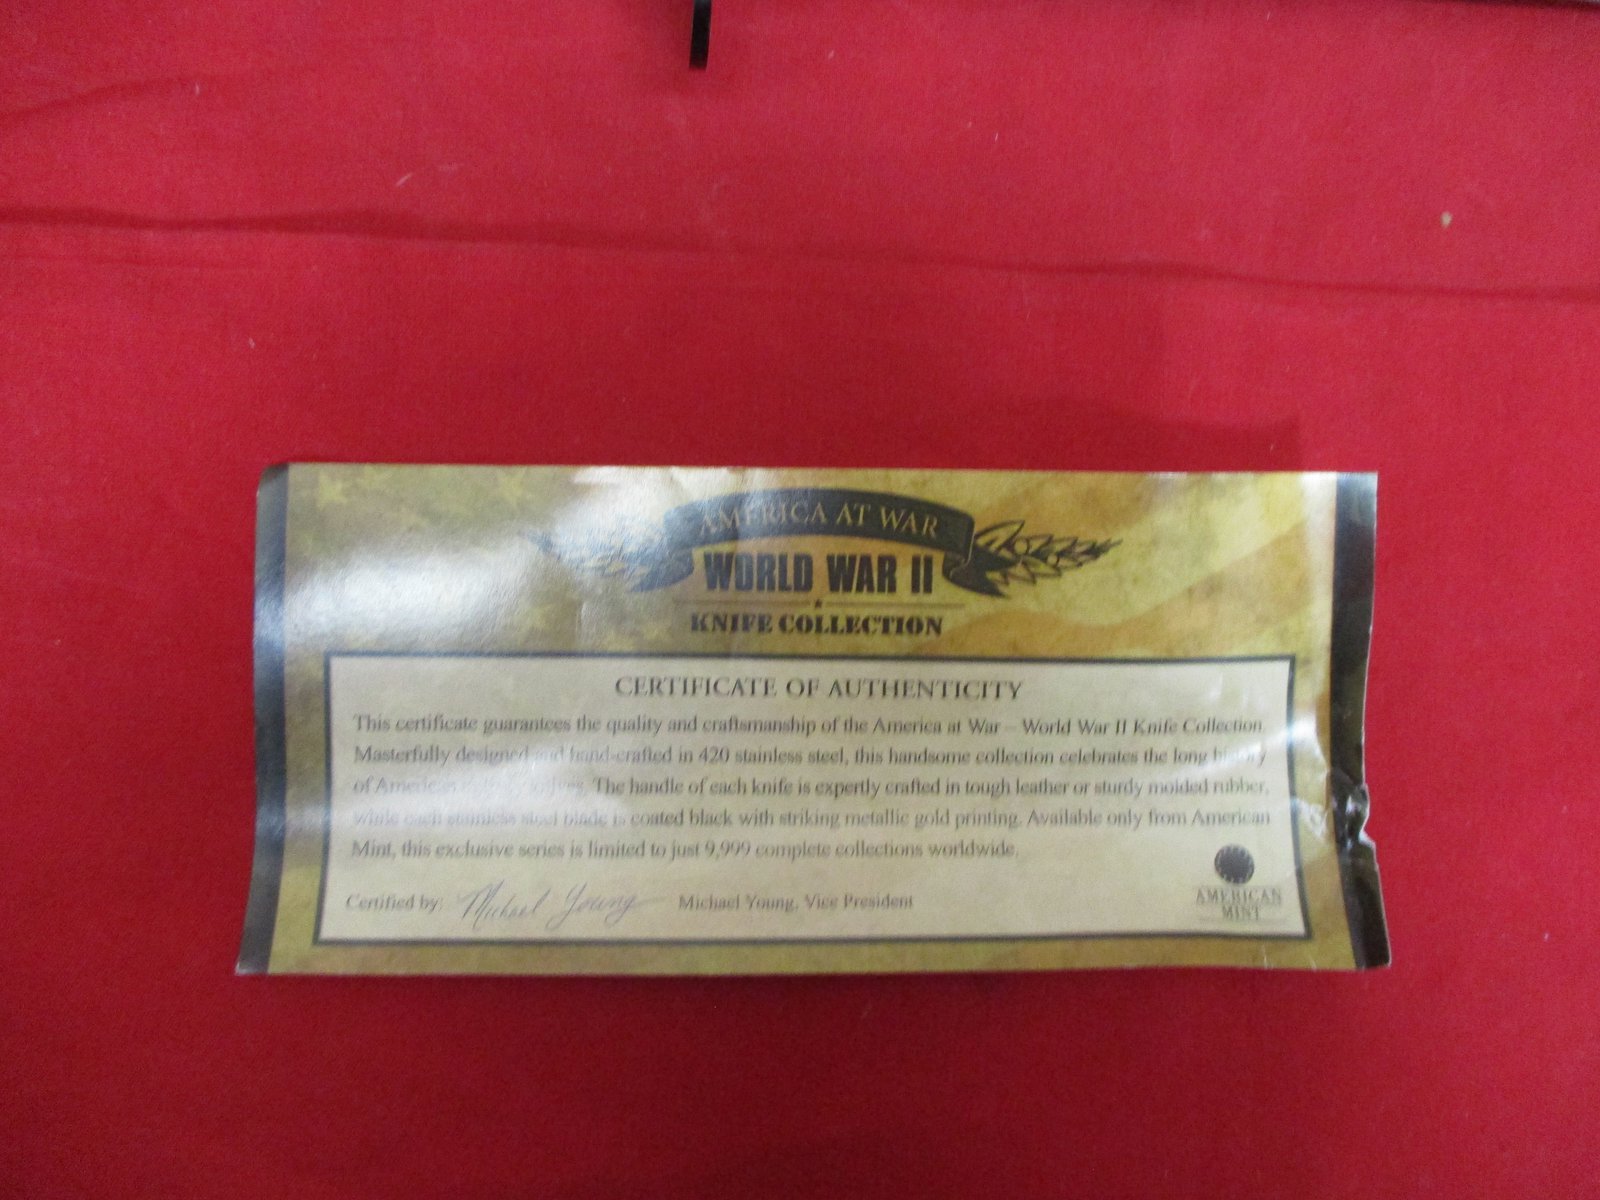 AMERICA AT WAR
WORLD WAR II
KNIFE COLLECTION
CERTIFICATE OF AUTHENTICITY
This certificate guarantees the quality and craftsmanship of the America at War – World War II Knife Collection.
Masterfully designed and hand-crafted in 420 stainless steel, this handsome collection celebrates the long history
of American knives. The handle of each knife is expertly crafted in tough leather or sturdy molded rubber,
while each stainless steel blade is coated black with striking metallic gold printing. Available only from American
Mint, this exclusive series is limited to just 9,999 complete collections worldwide.
Certified by: Michael Young Michael Young, Vice President
AMERICAN
MINT